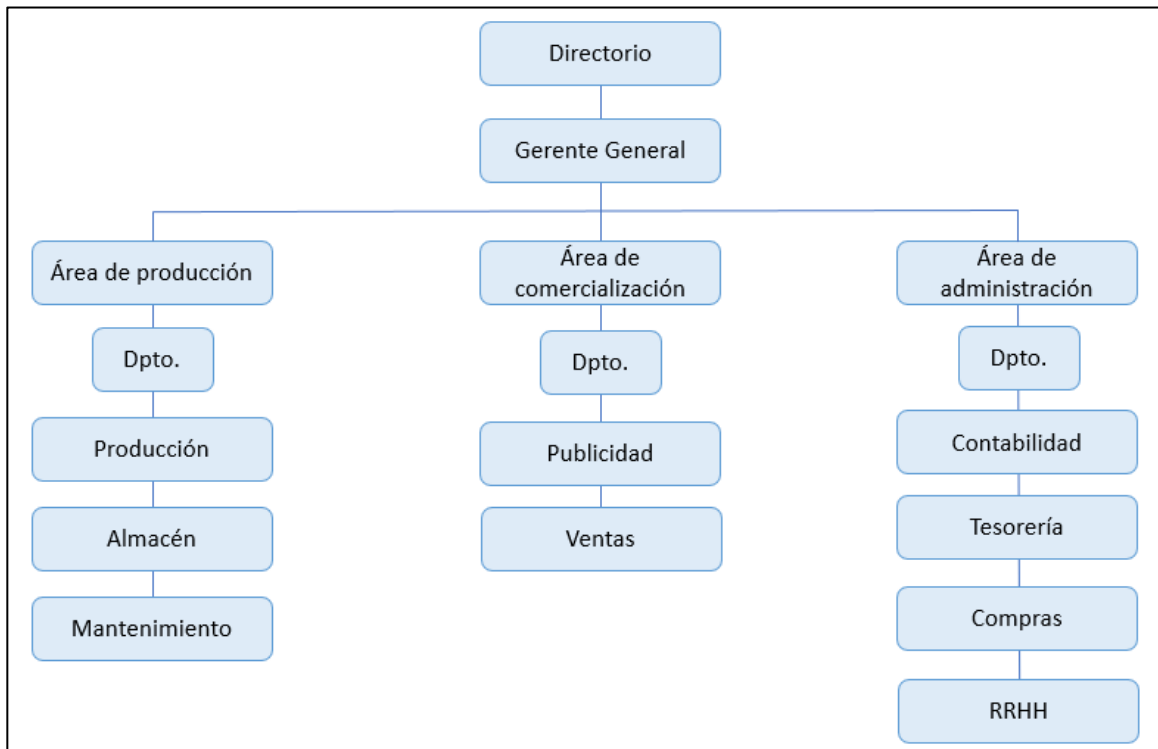 Directorio
Gerente General
Área de producción
Dpto.
Producción
Almacén
Mantenimiento
Área de
comercialización
Dpto.
Publicidad
Ventas
Área de
administración
Dpto.
Contabilidad
Tesorería
Compras
RRHH